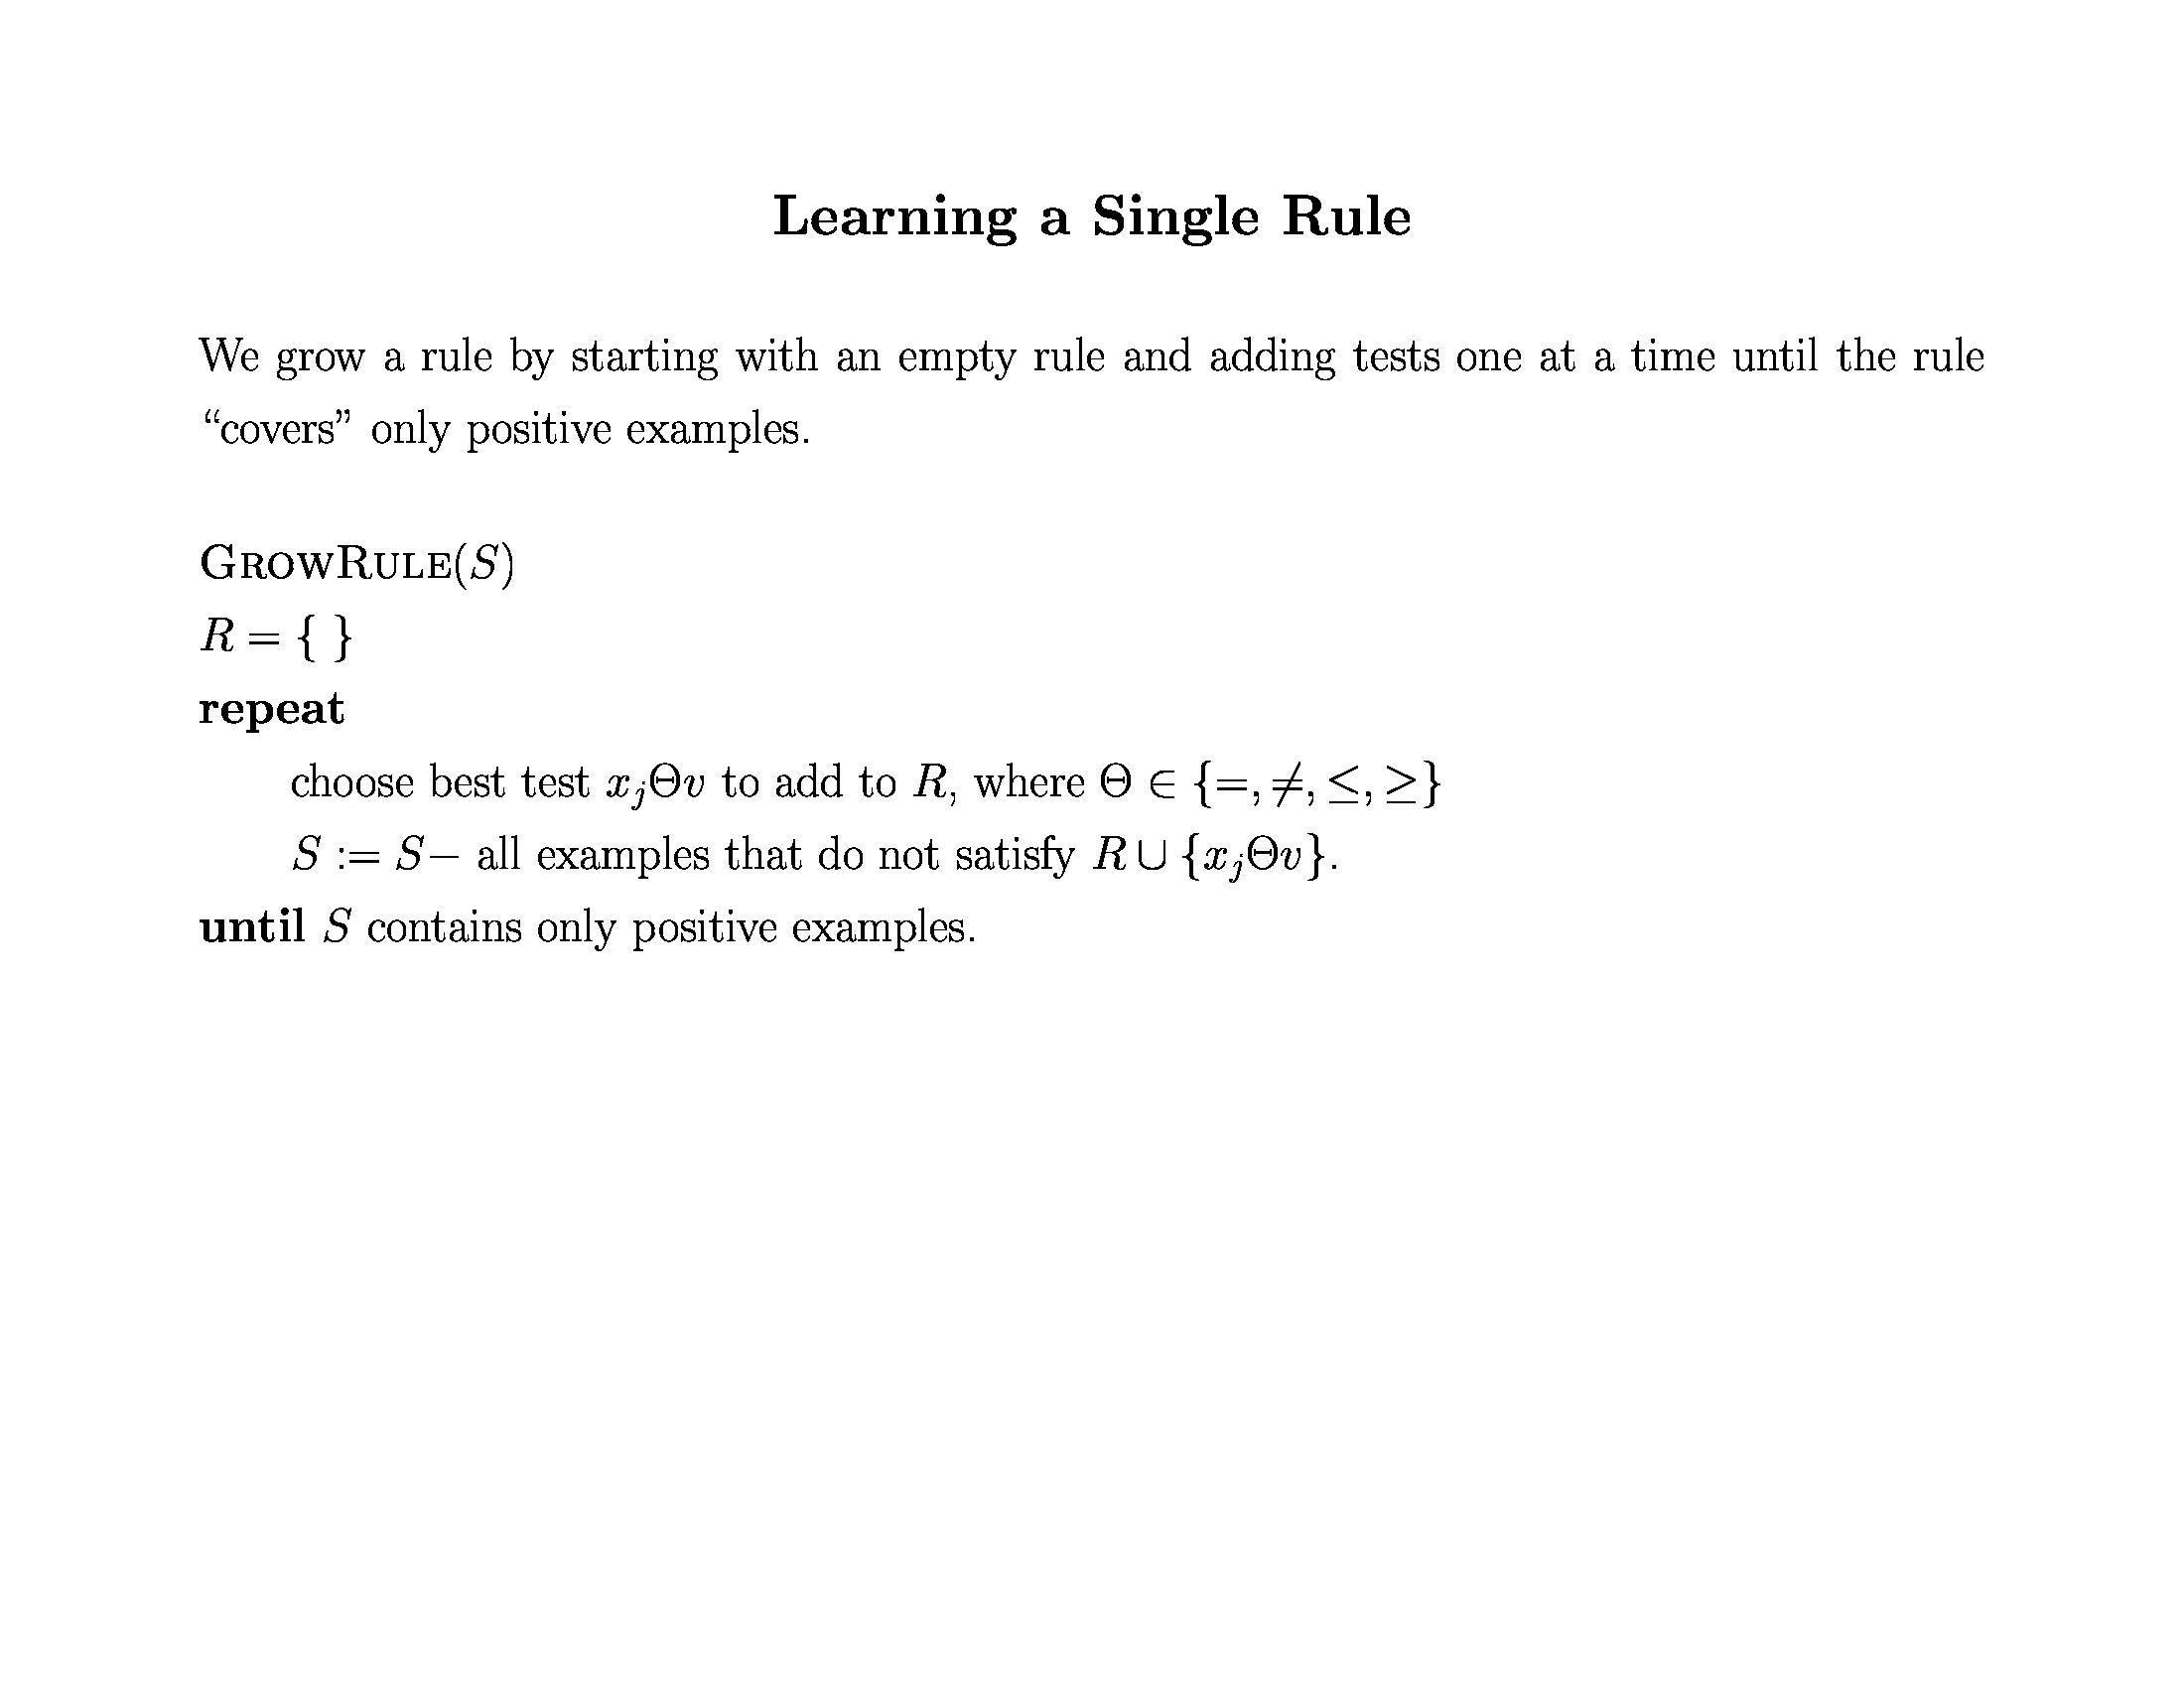 Learning a Single Rule
We grow a rule by starting with an empty rule and adding tests one at a time until the rule
“covers” only positive examples.
GrowRule(S)
R = { }
repeat
choose best test x_jΘv to add to R, where Θ ∈ {=, ≠, ≤, ≥}
S := S− all examples that do not satisfy R ∪ {x_jΘv}.
until S contains only positive examples.